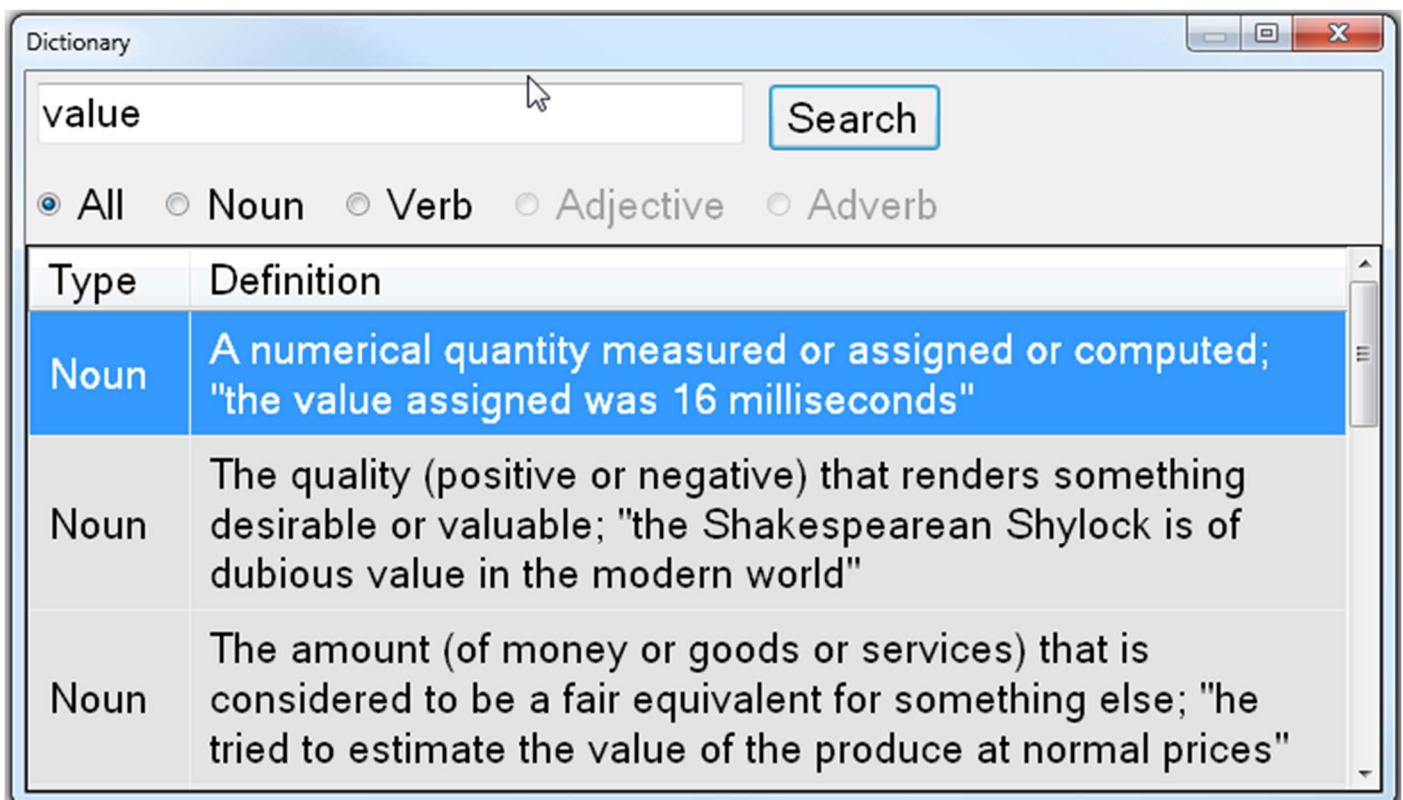 Dictionary
value
Search
All Noun Verb Adjective Adverb
Type Definition
Noun
A numerical quantity measured or assigned or computed;
"the value assigned was 16 milliseconds"
Noun
The quality (positive or negative) that renders something
desirable or valuable; "the Shakespearean Shylock is of
dubious value in the modern world"
Noun
The amount (of money or goods or services) that is
considered to be a fair equivalent for something else; "he
tried to estimate the value of the produce at normal prices"